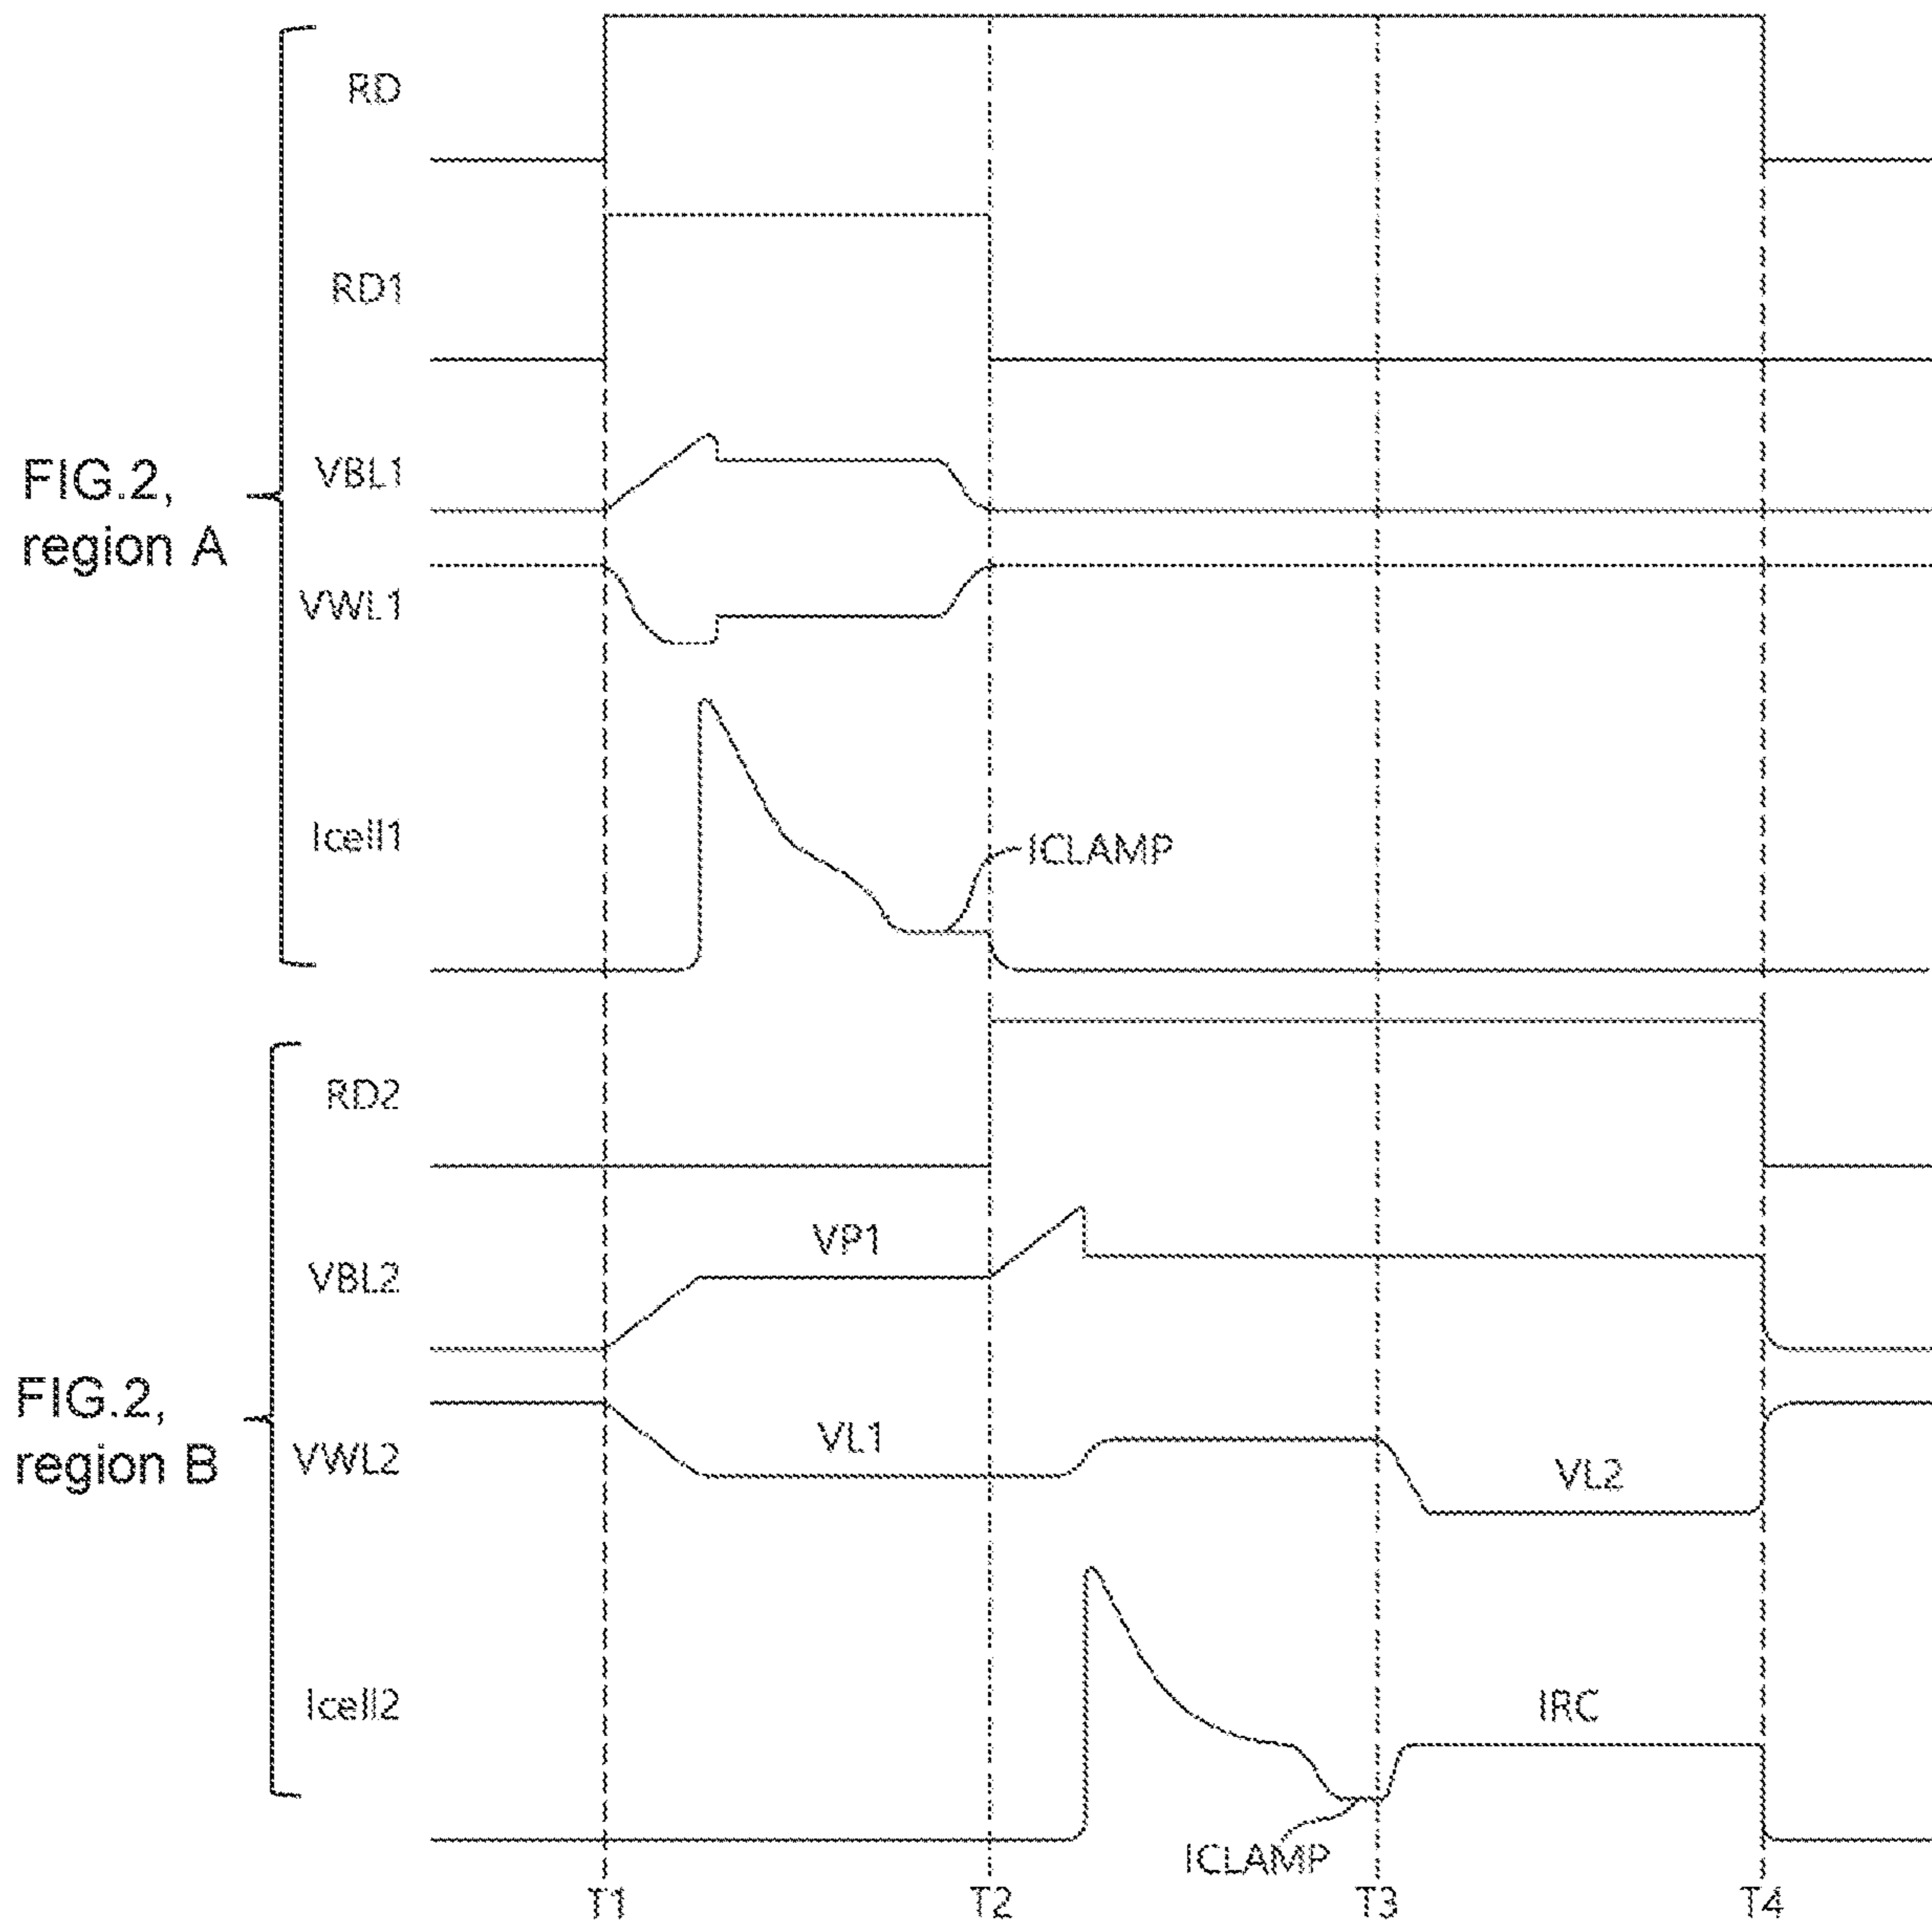 RD
RD1
VBL1
FIG.2,
region A
VWL1
Icell1
ICLAMP
RD2
VP1
VBL2
FIG.2,
region B
VL1
VWL2
VL2
IRC
Icell2
ICLAMP
T1 T2 T3 T4